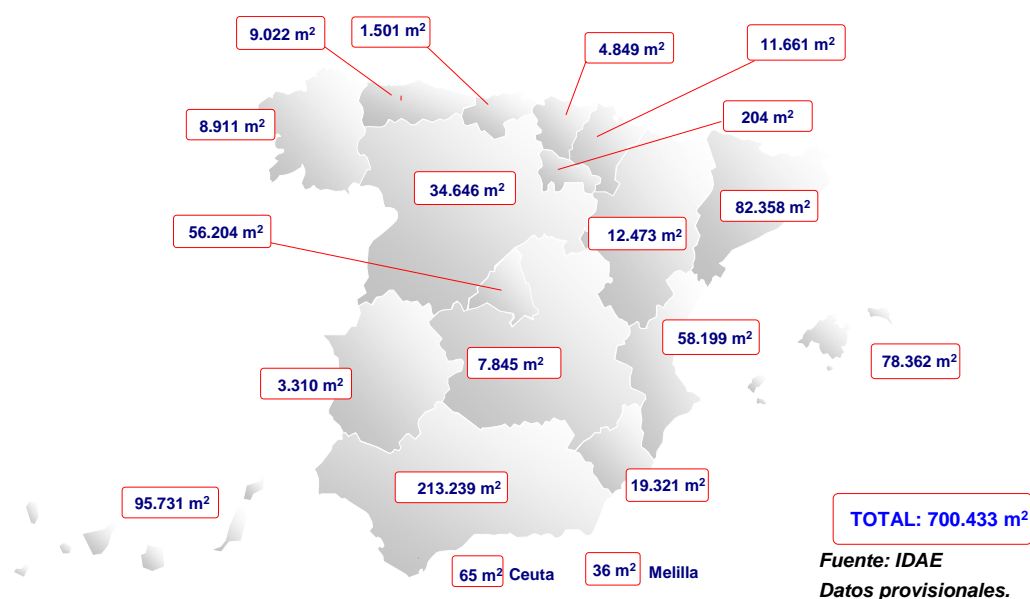 1.501 m²
9.022 m²
4.849 m²
11.661 m²
204 m²
8.911 m²
34.646 m²
82.358 m²
56.204 m²
12.473 m²
58.199 m²
7.845 m²
78.362 m²
3.310 m²
213.239 m²
19.321 m²
95.731 m²
TOTAL: 700.433 m²
65 m² Ceuta
36 m² Melilla
Fuente: IDAE
Datos provisionales.